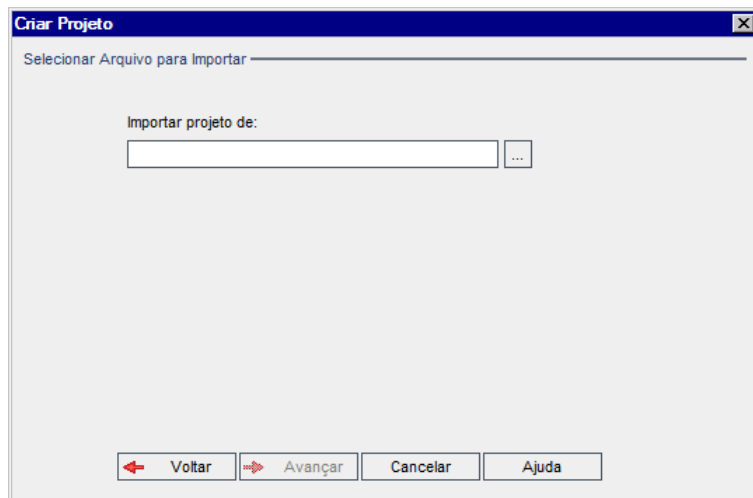 Criar Projeto
Selecionar Arquivo para Importar
Importar projeto de:
...
Voltar Avançar Cancelar Ajuda